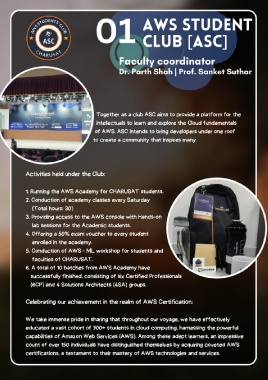 AWS STUDENTS CLUB
ASC
CHARUSAT
01 AWS STUDENT
CLUB [ASC]
Faculty coordinator
Dr. Parth Shah | Prof. Sanket Suthar
Together as a club ASC aims to provide a platform for the
intellectuals to learn and explore the Cloud fundamentals
of AWS. ASC intends to bring developers under one roof
to create a community that inspires many.
Activities held under the Club:
1. Running the AWS Academy for CHARUSAT students.
2. Conduction of academy classes every Saturday
(Total hours: 30)
3. Providing access to the AWS console with Hands-on
lab sessions for the Academic students.
4. Offering a 50% exam voucher to every student
enrolled in the academy.
5. Conduction of AWS - ML workshop for students and
faculties of CHARUSAT.
6. A total of 10 batches from AWS Academy have
successfully finished, consisting of six Certified Professionals
(6CP) and 4 Solutions Architects (4SA) groups.
Celebrating our achievement in the realm of AWS Certification:
We take immense pride in sharing that throughout our voyage, we have effectively
educated a vast cohort of 700+ students in cloud computing, harnessing the powerful
capabilities of Amazon Web Services (AWS). Among these adept learners, an impressive
count of over 150 individuals have distinguished themselves by acquiring coveted AWS
certifications, a testament to their mastery of AWS technologies and services.